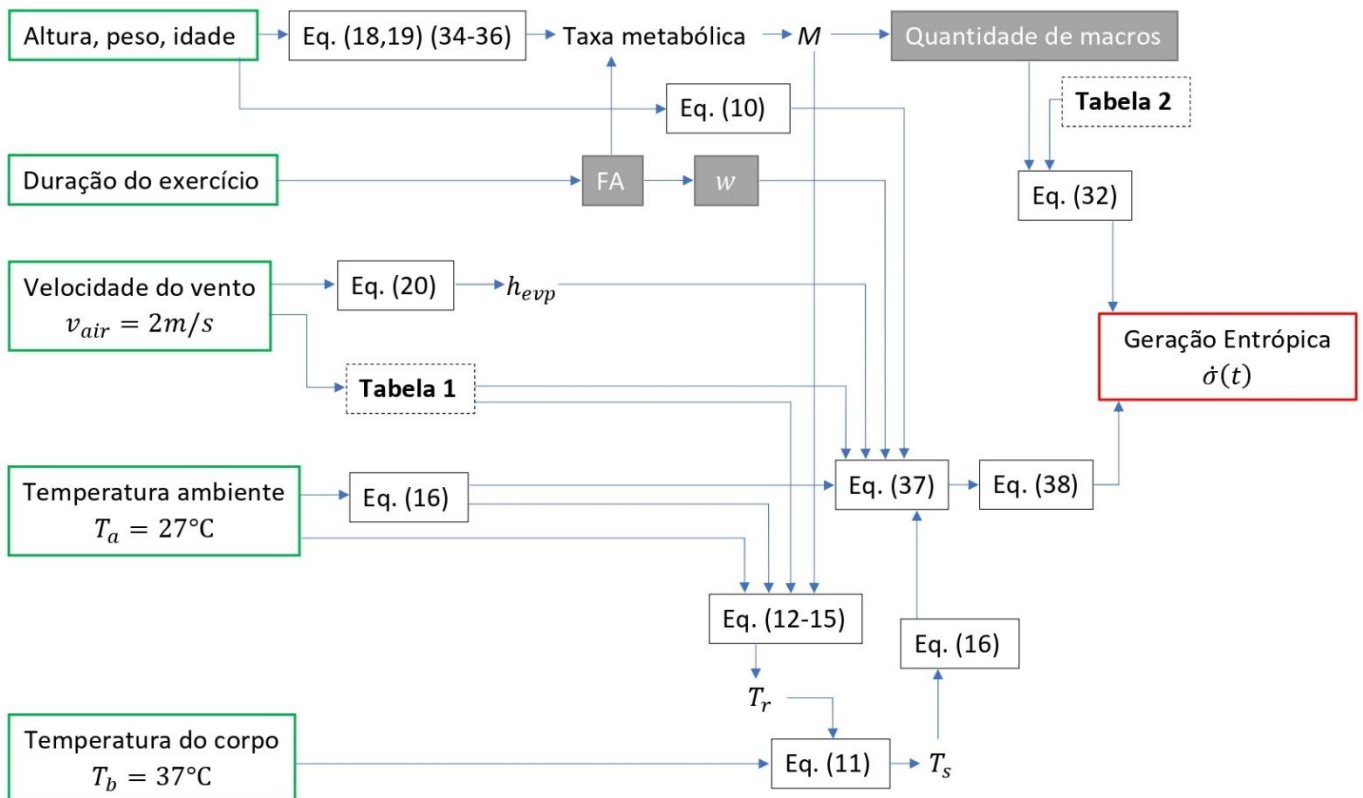 Altura, peso, idade
Eq. (18,19) (34-36)
Taxa metabólica
M
Quantidade de macros
Eq. (10)
Tabela 2
Duração do exercício
FA
w
Eq. (32)
Velocidade do vento
v_air = 2m/s
Eq. (20)
h_evp
Tabela 1
Geração Entrópica
σ̇(t)
Temperatura ambiente
T_a = 27°C
Eq. (16)
Eq. (37)
Eq. (38)
Eq. (12-15)
Eq. (16)
T_r
Temperatura do corpo
T_b = 37°C
Eq. (11)
T_s